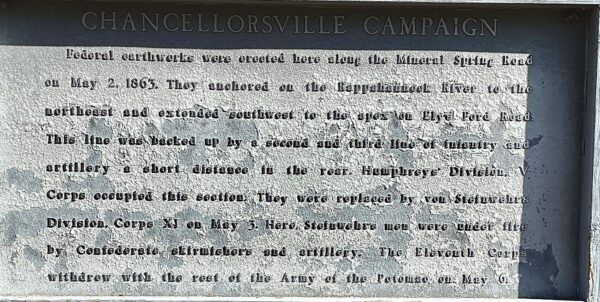 CHANCELLORSVILLE CAMPAIGN
Federal earthworks were erected here along the Mineral Spring Road
on May 2, 1863. They anchored on the Rappahannock River to the
northeast and extended southwest to the apex on Elys Ford Road.
This line was backed up by a second and third line of infantry and
artillery a short distance in the rear. Humphreys' Division, V
Corps occupied this section. They were replaced by von Steinwehrs
Division, Corps XI on May 3. Here, Steinwehrs men were under fire
by Confederate skirmishers and artillery. The Eleventh Corps
withdrew with the rest of the Army of the Potomac on May 6.